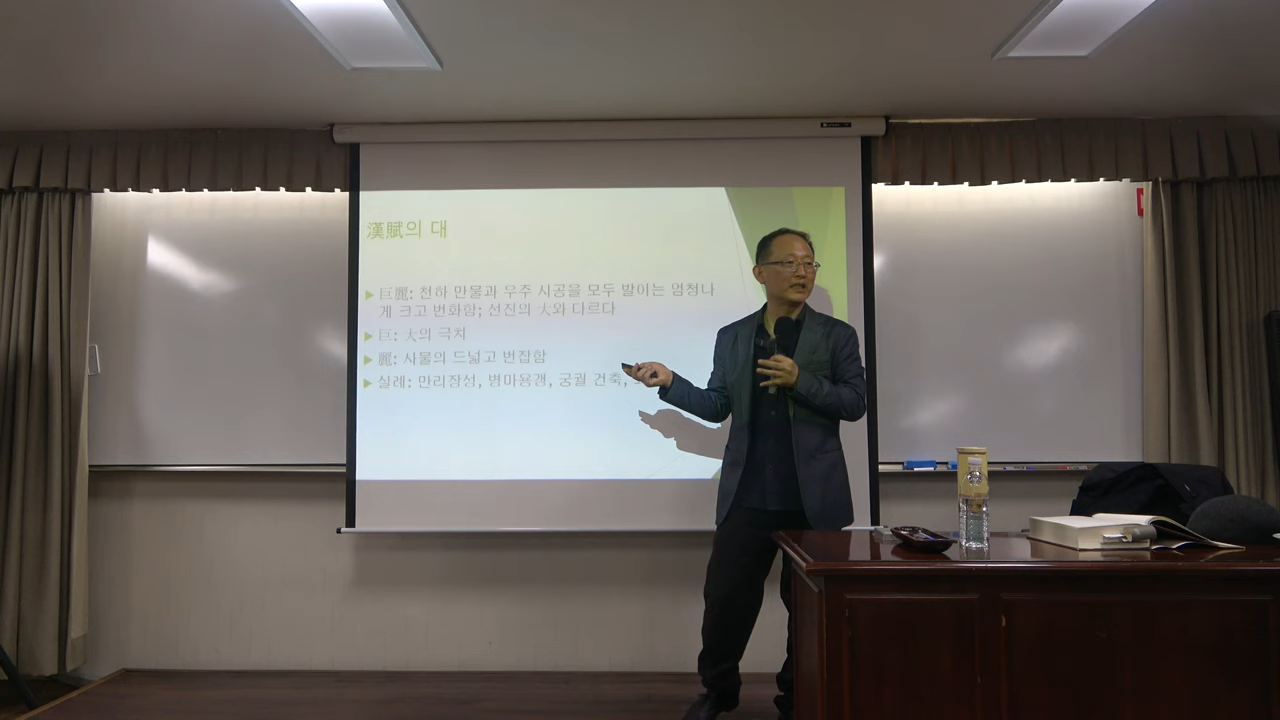 漢賦의 대
巨麗: 천하 만물과 우주 시공을 모두 발아는 엄청나
게 크고 번화함; 선진의 大와 다르다
巨: 大의 극치
麗: 사물의 드넓고 번잡함
실례: 만리장성, 병마용갱, 궁궐 건축,